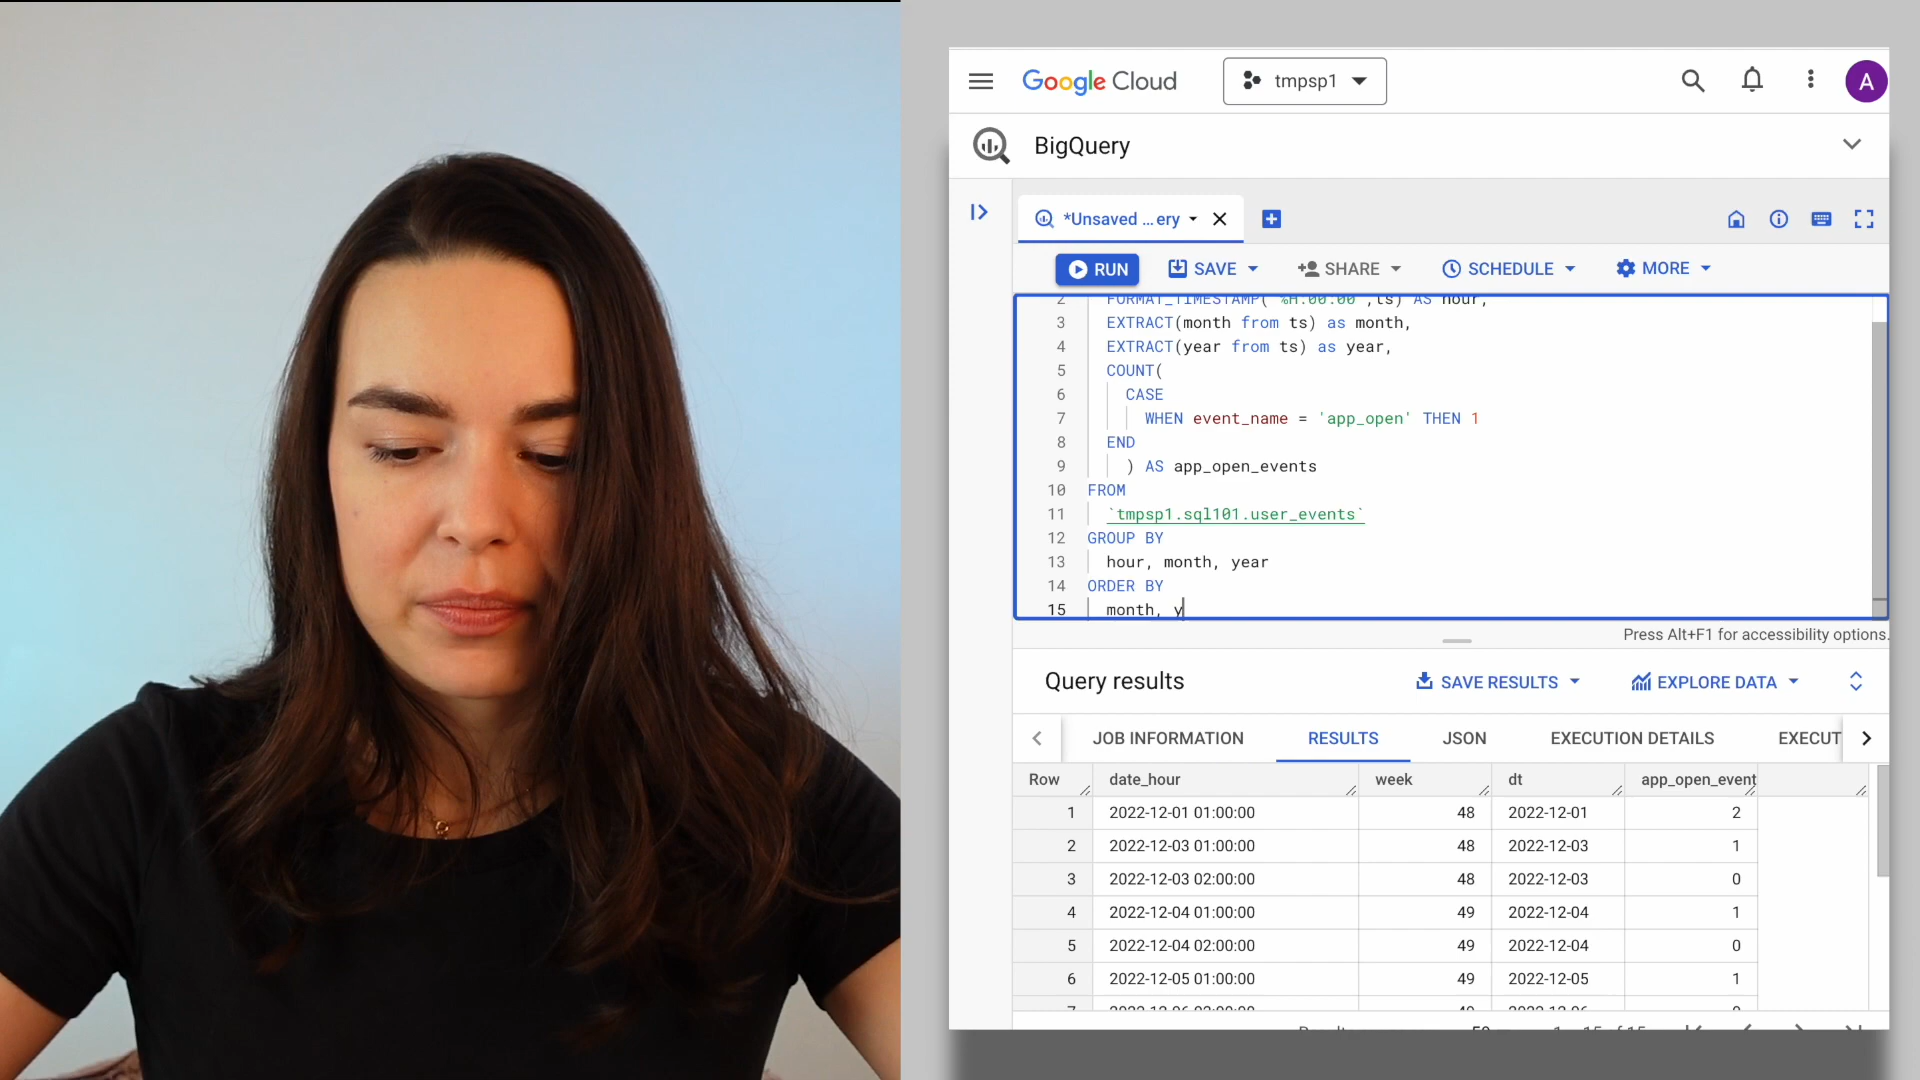 Google Cloud
tmpsp1
A
BigQuery
*Unsaved ...ery
RUN
SAVE
SHARE
SCHEDULE
MORE
2 FORMAT_TIMESTAMP( ,ts) AS hour,
3 EXTRACT(month from ts) as month,
4 EXTRACT(year from ts) as year,
5 COUNT(
6 CASE
7 WHEN event_name = 'app_open' THEN 1
8 END
9 ) AS app_open_events
10 FROM
11 `tmpsp1.sql101.user_events`
12 GROUP BY
13 hour, month, year
14 ORDER BY
15 month, y
Press Alt+F1 for accessibility options.
Query results
SAVE RESULTS
EXPLORE DATA
JOB INFORMATION
RESULTS
JSON
EXECUTION DETAILS
EXECUT
Row date_hour week dt app_open_event
1 2022-12-01 01:00:00 48 2022-12-01 2
2 2022-12-03 01:00:00 48 2022-12-03 1
3 2022-12-03 02:00:00 48 2022-12-03 0
4 2022-12-04 01:00:00 49 2022-12-04 1
5 2022-12-04 02:00:00 49 2022-12-04 0
6 2022-12-05 01:00:00 49 2022-12-05 1